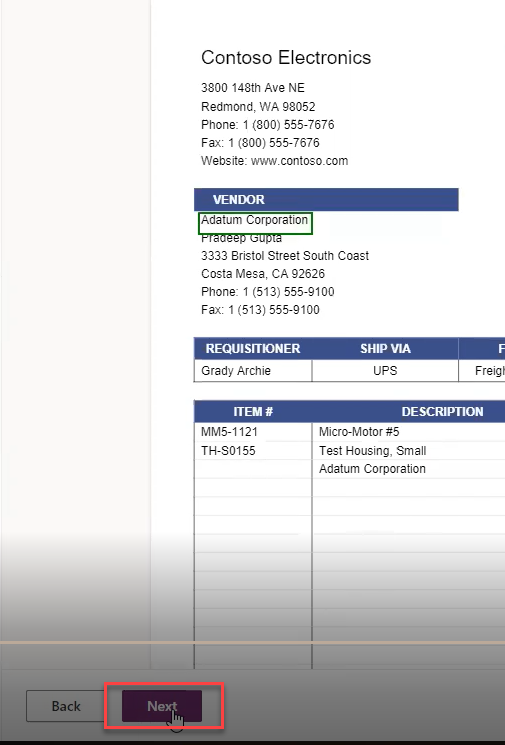 Contoso Electronics
3800 148th Ave NE
Redmond, WA 98052
Phone: 1 (800) 555-7676
Fax: 1 (800) 555-7676
Website: www.contoso.com
VENDOR
Adatum Corporation
Pradeep Gupta
3333 Bristol Street South Coast
Costa Mesa, CA 92626
Phone: 1 (513) 555-9100
Fax: 1 (513) 555-9100
REQUISITIONER SHIP VIA F
Grady Archie UPS Freigh
ITEM # DESCRIPTION
MM5-1121 Micro-Motor #5
TH-S0155 Test Housing, Small
Adatum Corporation
Back Next